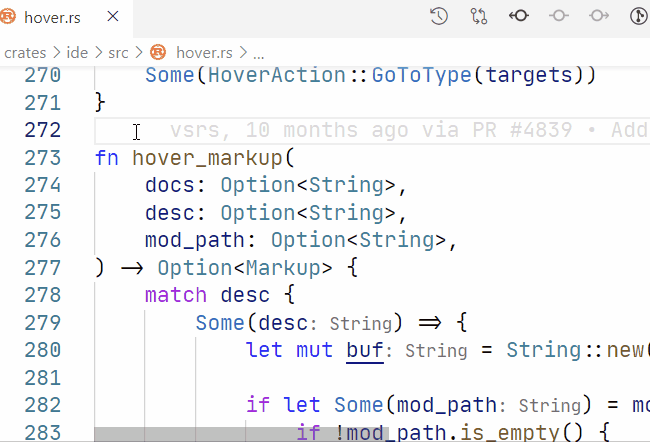 hover.rs
crates > ide > src > hover.rs > ...
270 Some(HoverAction::GoToType(targets))
271 }
272 vsrs, 10 months ago via PR #4839 • Add
273 fn hover_markup(
274 docs: Option<String>,
275 desc: Option<String>,
276 mod_path: Option<String>,
277 ) -> Option<Markup> {
278 match desc {
279 Some(desc: String) => {
280 let mut buf: String = String::new(
281
282 if let Some(mod_path: String) = mo
283 if !mod_path.is_empty() {